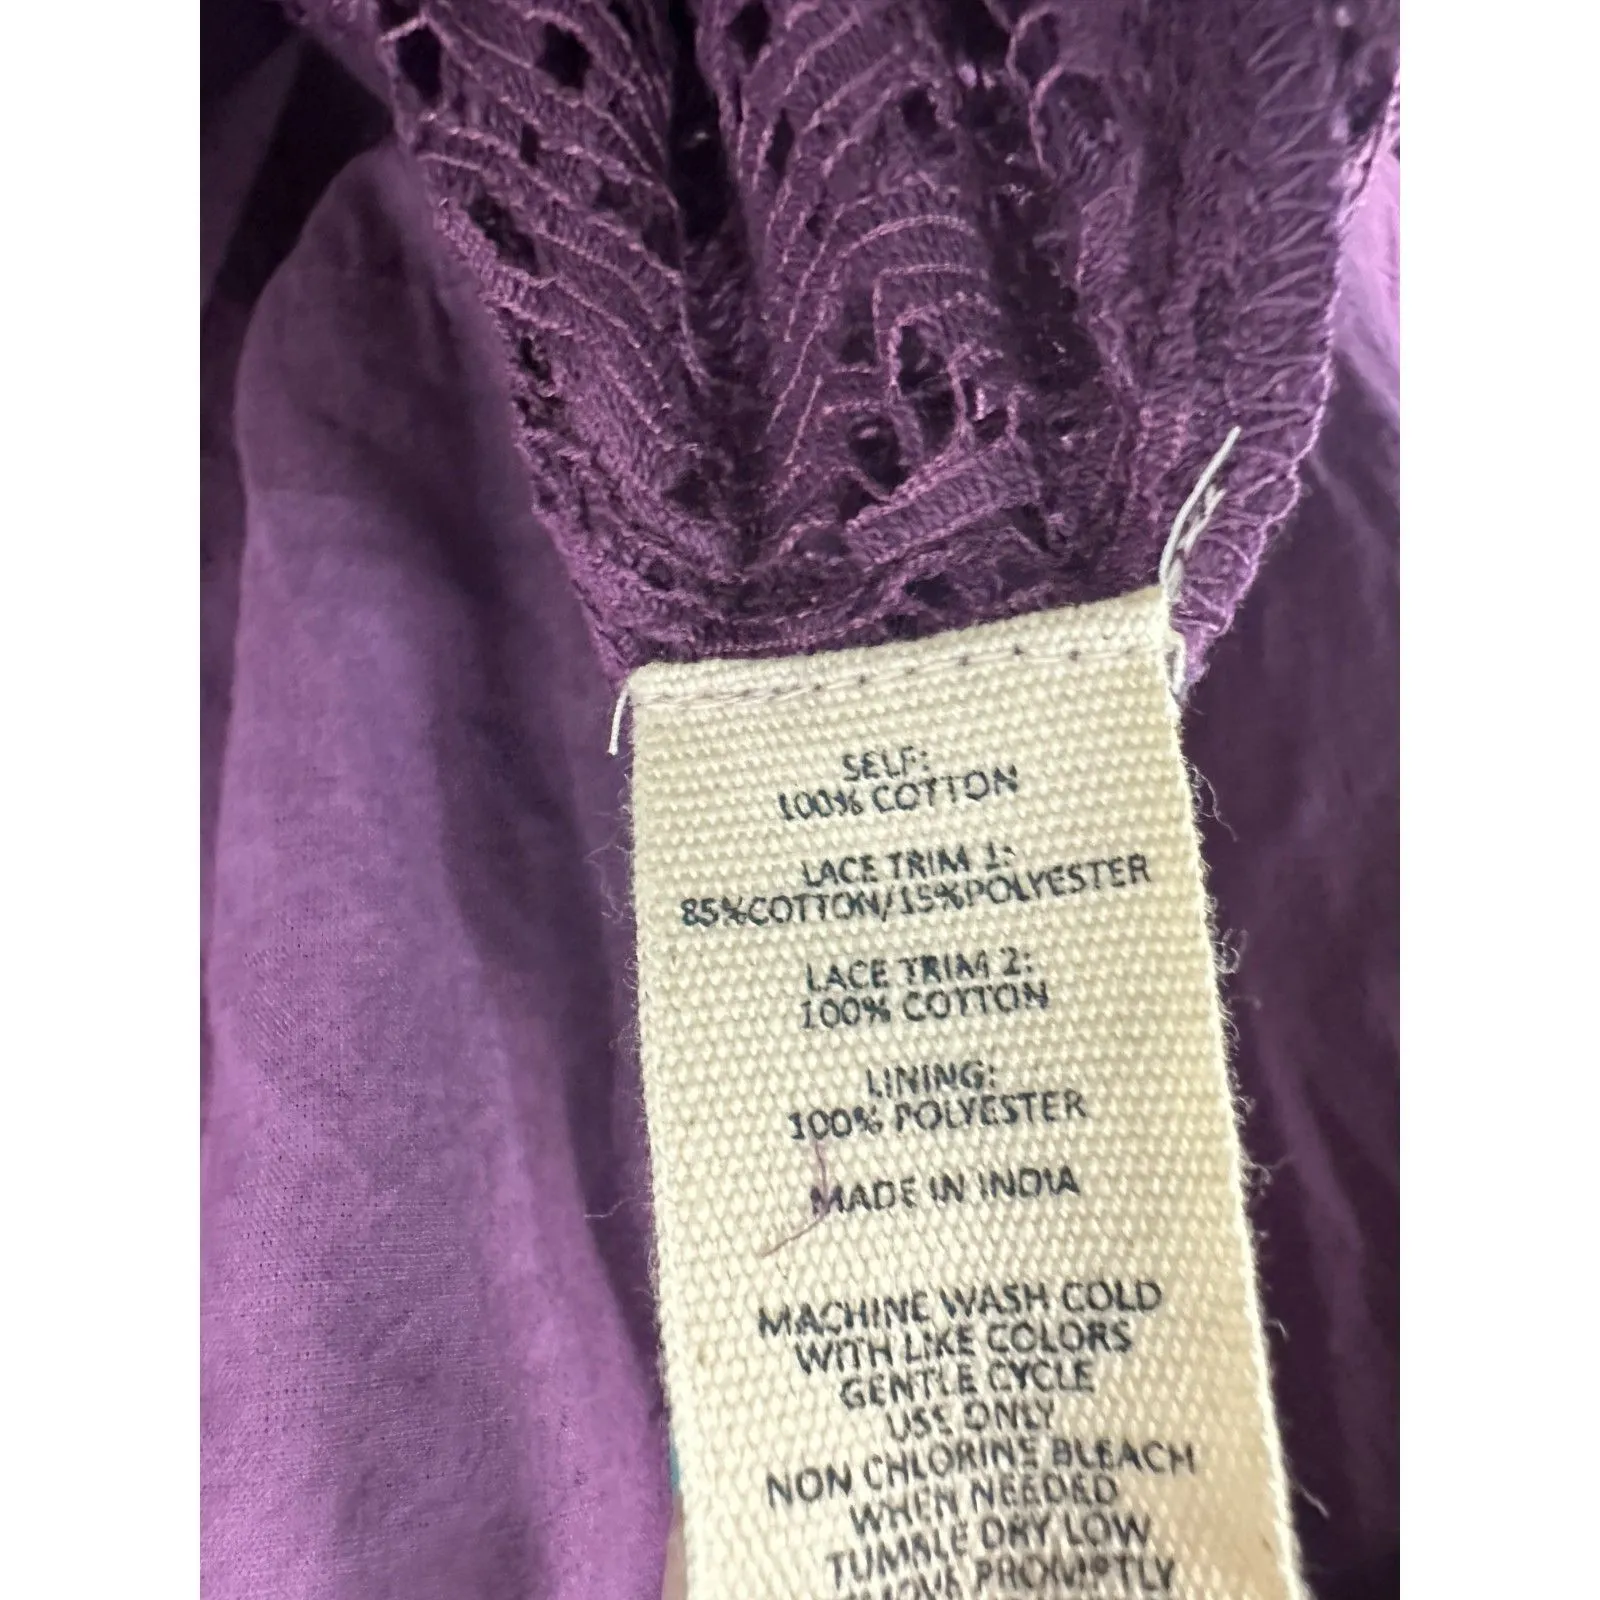 SELF:
100% COTTON
LACE TRIM 1:
85%COTTON/15%POLYESTER
LACE TRIM 2:
100% COTTON
LINING:
100% POLYESTER
MADE IN INDIA
MACHINE WASH COLD
WITH LIKE COLORS
GENTLE CYCLE
USE ONLY
NON CHLORINE BLEACH
WHEN NEEDED
TUMBLE DRY LOW
PROMPTLY